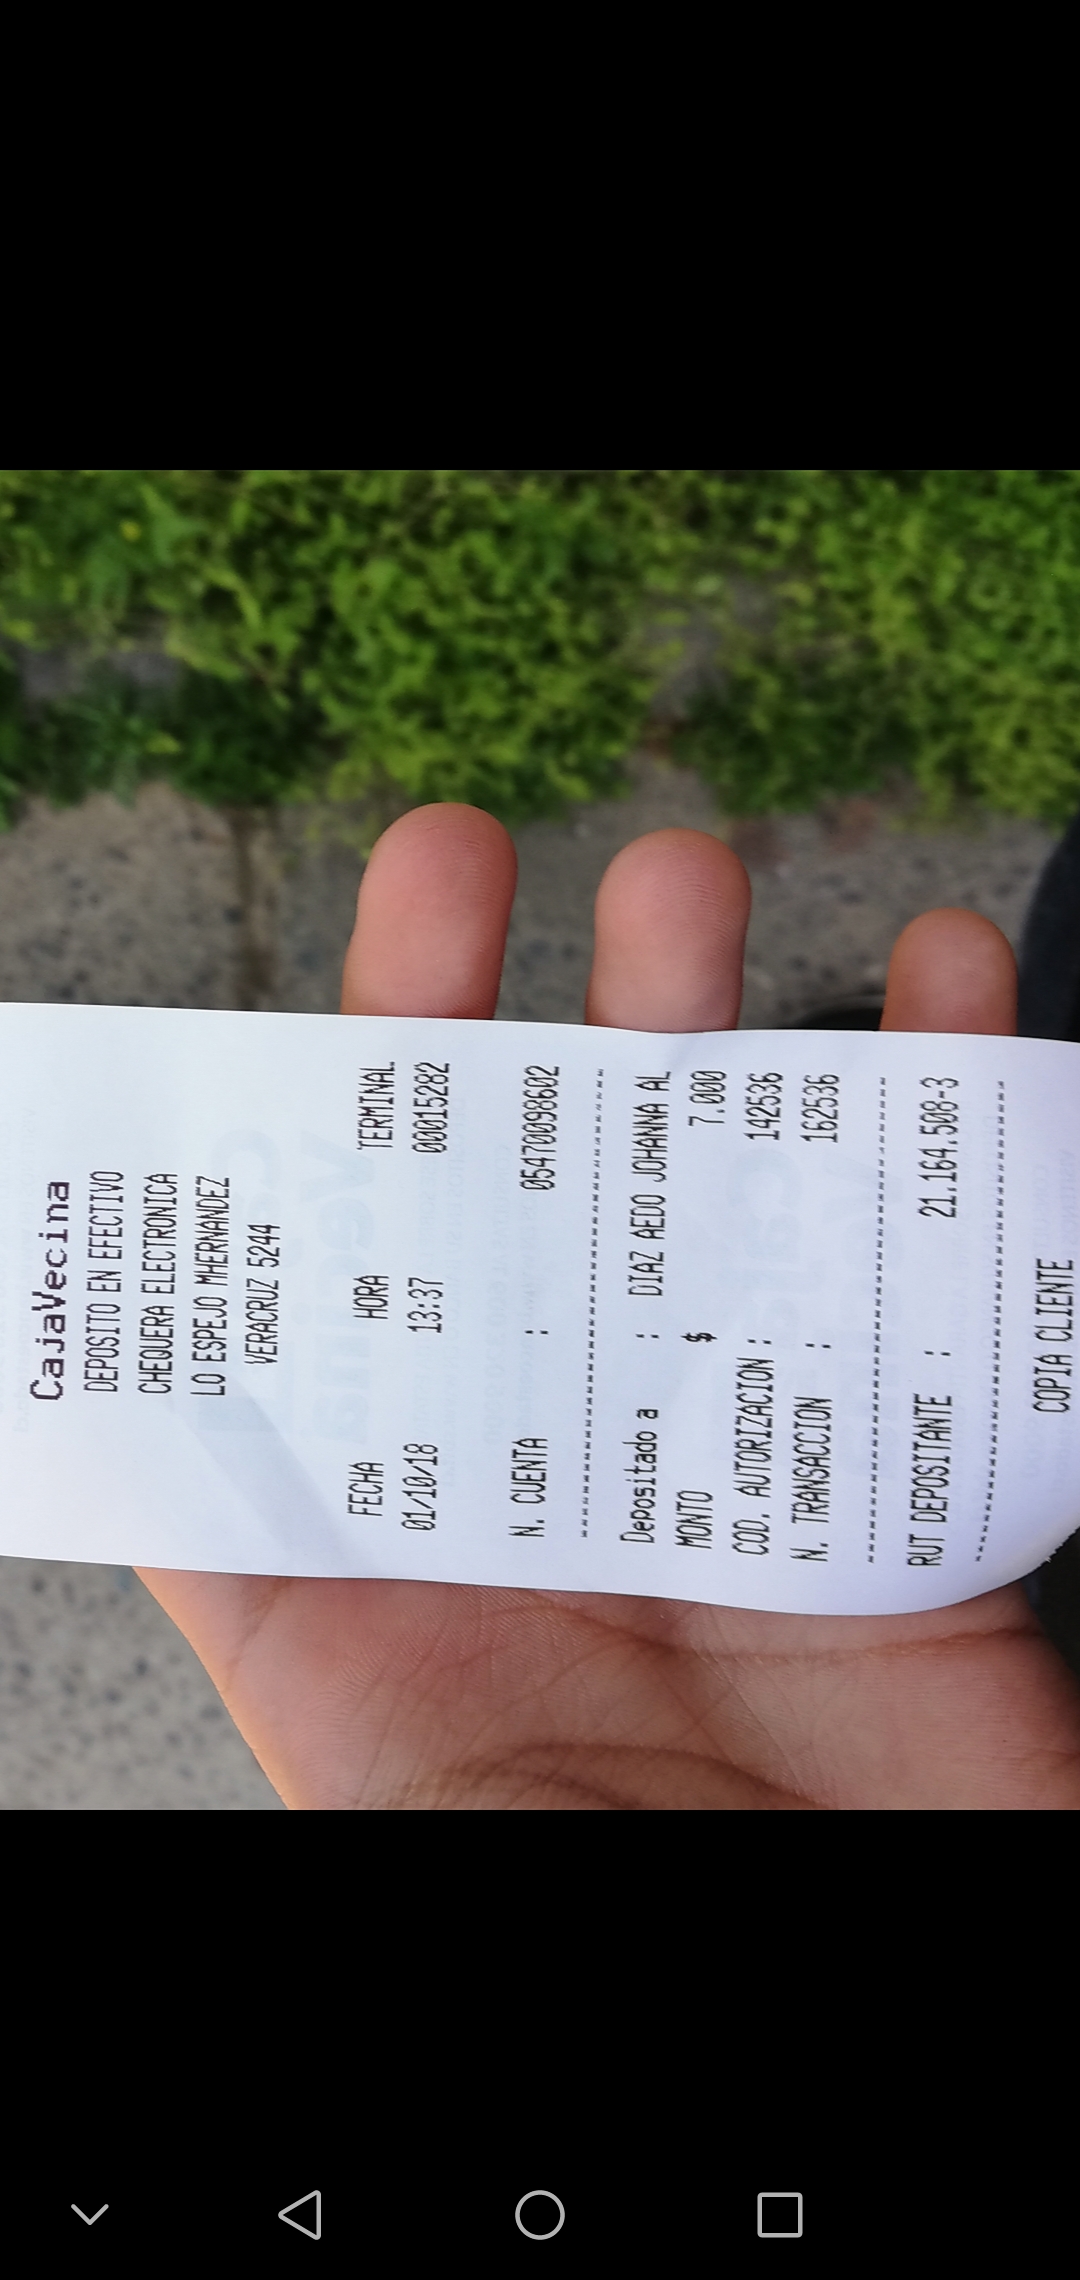 CajaVecina
DEPOSITO EN EFECTIVO
CHEQUERA ELECTRONICA
LO ESPEJO MHERNANDEZ
VERACRUZ 5244
FECHA HORA TERMINAL
01/10/18 13:37 00015282
N. CUENTA : 05470098602
Depositado a : DIAZ AEDO JOHANNA AL
MONTO $ 7.000
COD. AUTORIZACION : 142536
N. TRANSACCION : 162536
RUT DEPOSITANTE : 21.164.508-3
COPIA CLIENTE